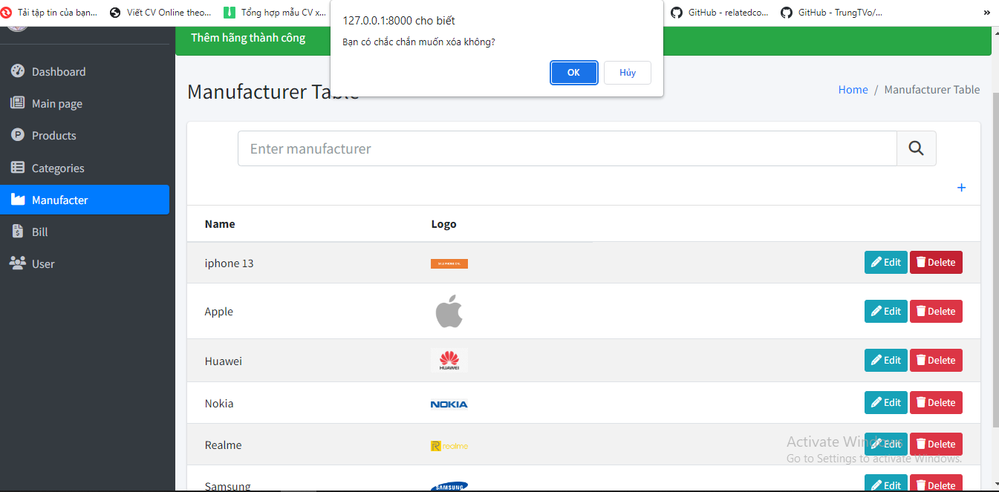 Tải tập tin của bạn...
Viết CV Online theo...
Tổng hợp mẫu CV x...
GitHub - relatedco...
GitHub - TrungTVo/...
»
127.0.0.1:8000 cho biết
Bạn có chắc chắn muốn xóa không?
OK
Hủy
Thêm hãng thành công
Dashboard
Main page
Products
Categories
Manufacter
Bill
User
Manufacturer Table
Home / Manufacturer Table
Enter manufacturer
+
Name Logo
iphone 13 Edit Delete
Apple Edit Delete
Huawei HUAWEI Edit Delete
Nokia NOKIA Edit Delete
Realme realme Edit Delete
Samsung SAMSUNG Edit Delete
Activate Windows
Go to Settings to activate Windows.